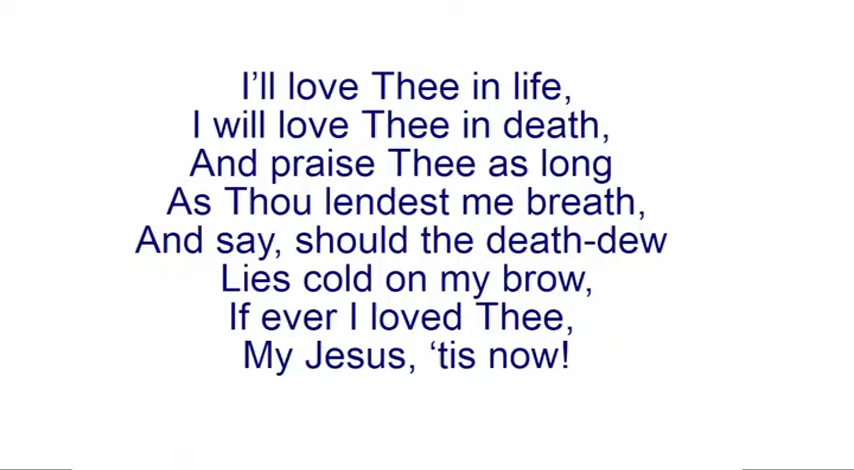 I’ll love Thee in life,
I will love Thee in death,
And praise Thee as long
As Thou lendest me breath,
And say, should the death-dew
Lies cold on my brow,
If ever I loved Thee,
My Jesus, ‘tis now!